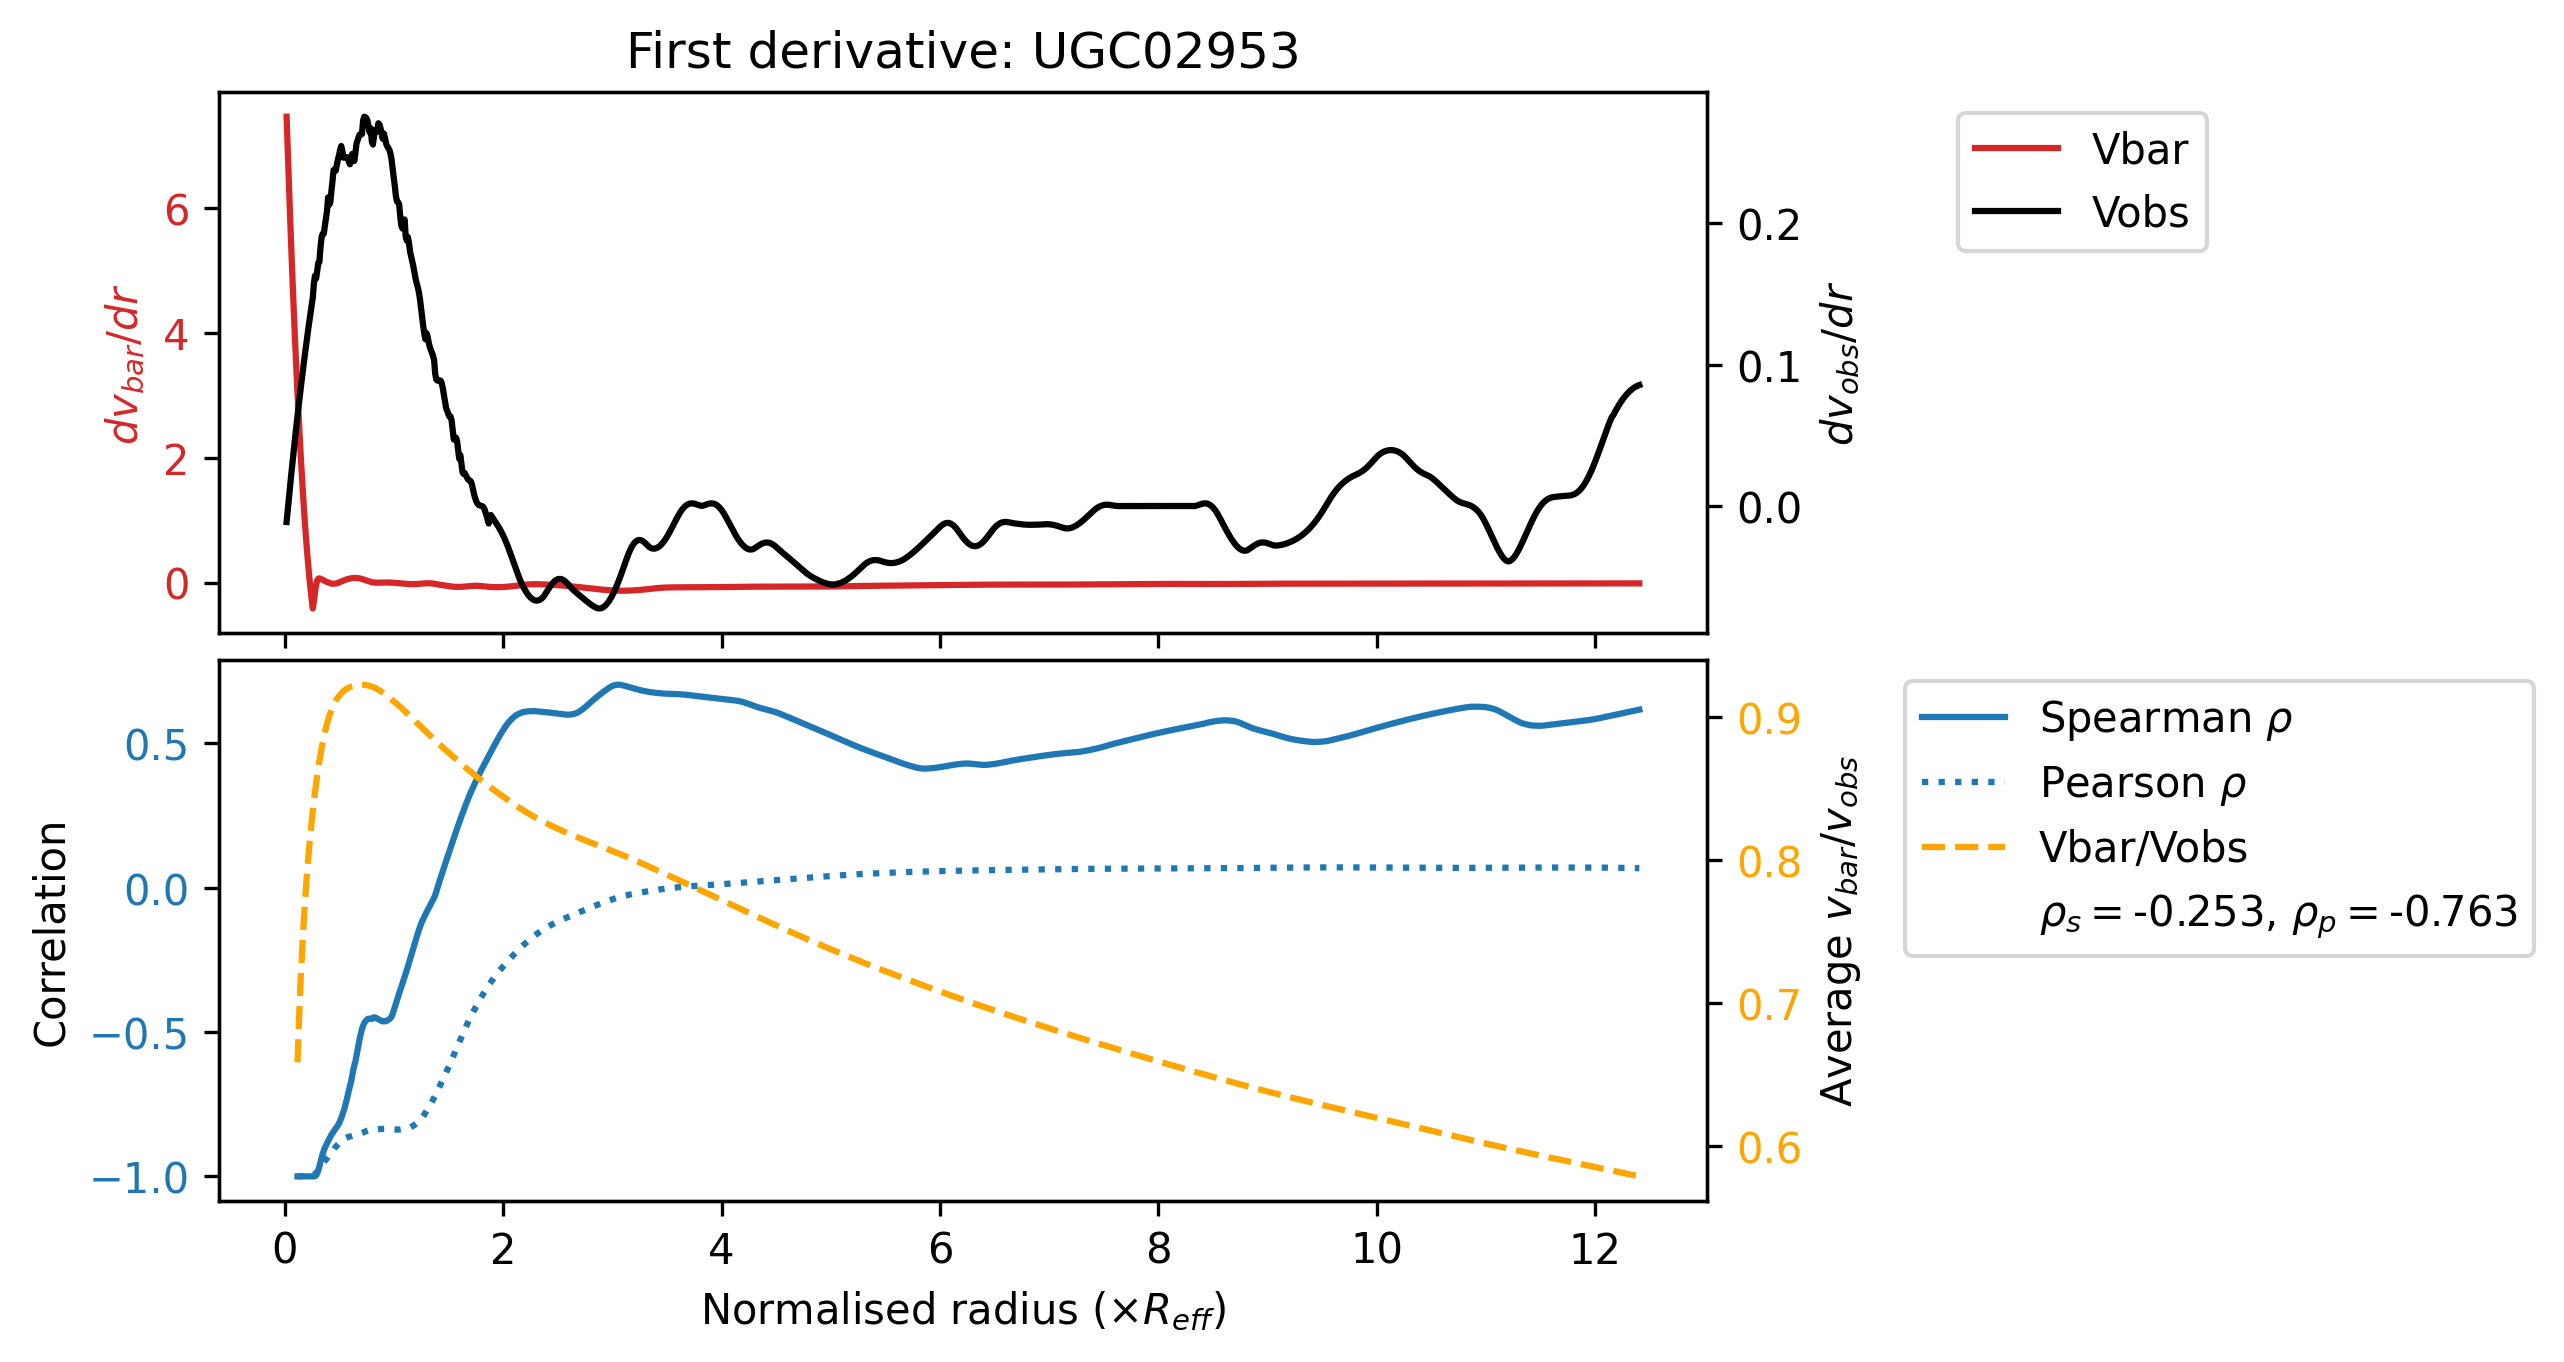 First derivative: UGC02953
dv_bar/dr
6
4
2
0
0.2
0.1
0.0
dv_obs/dr
Vbar
Vobs
Correlation
0.5
0.0
−0.5
−1.0
0.9
0.8
0.7
0.6
Average v_bar/v_obs
Spearman ρ
Pearson ρ
Vbar/Vobs
ρ_s = -0.253, ρ_p = -0.763
0 2 4 6 8 10 12
Normalised radius (×R_eff)